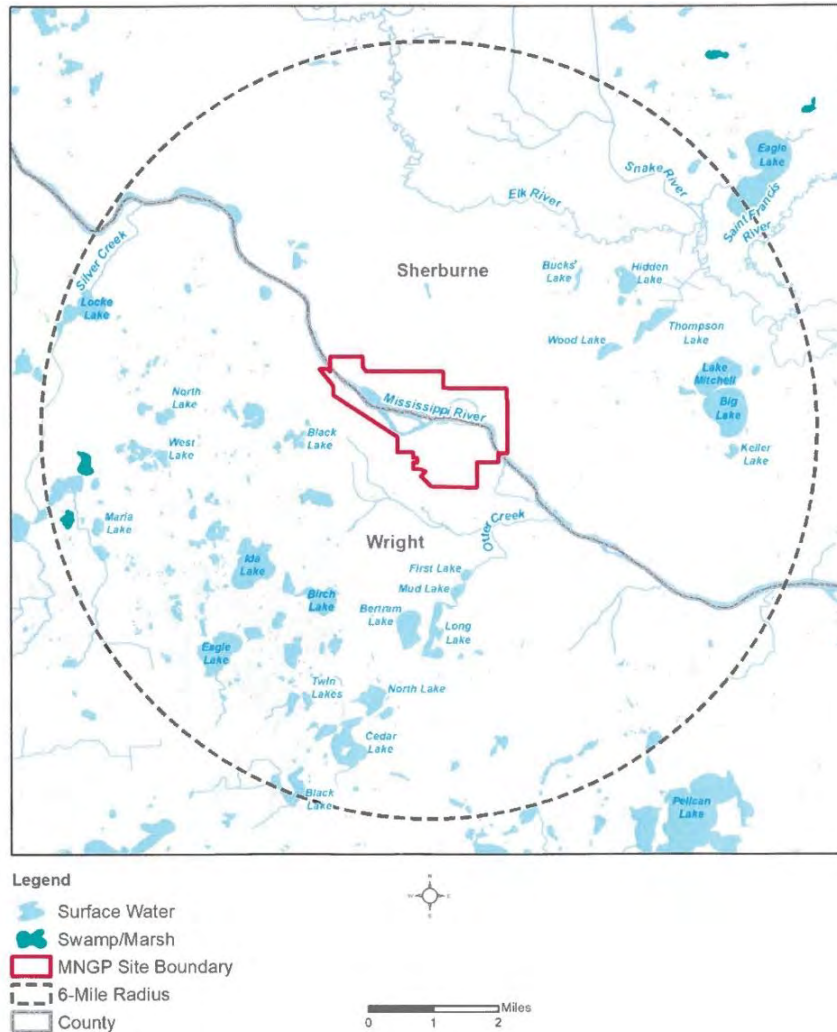 Eagle
Lake
Snake River
Saint Francis
River
Elk River
Silver Creek
Sherburne
Bucks'
Lake
Hidden
Lake
Locke
Lake
Thompson
Lake
Wood Lake
Lake
Mitchell
Big
Lake
North
Lake
Mississippi River
Black
Lake
West
Lake
Keller
Lake
Maria
Lake
Otter Creek
Wright
Ida
Lake
First Lake
Mud Lake
Birch
Lake
Bertram
Lake
Long
Lake
Eagle
Lake
Twin
Lakes
North Lake
Cedar
Lake
Black
Lake
Pelican
Lake
Legend
Surface Water
Swamp/Marsh
MNGP Site Boundary
6-Mile Radius
County
N
W
E
S
Miles
0 1 2